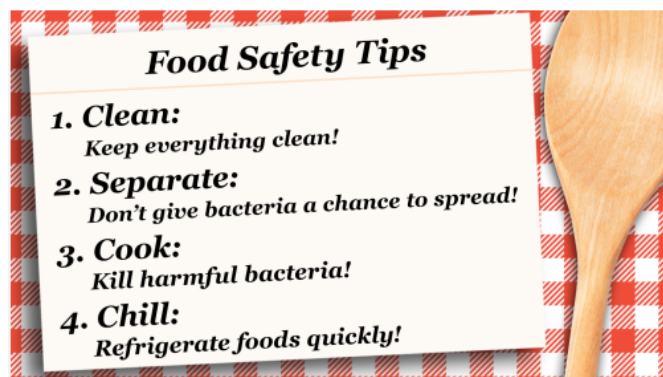 Food Safety Tips
1. Clean:
Keep everything clean!
2. Separate:
Don't give bacteria a chance to spread!
3. Cook:
Kill harmful bacteria!
4. Chill:
Refrigerate foods quickly!